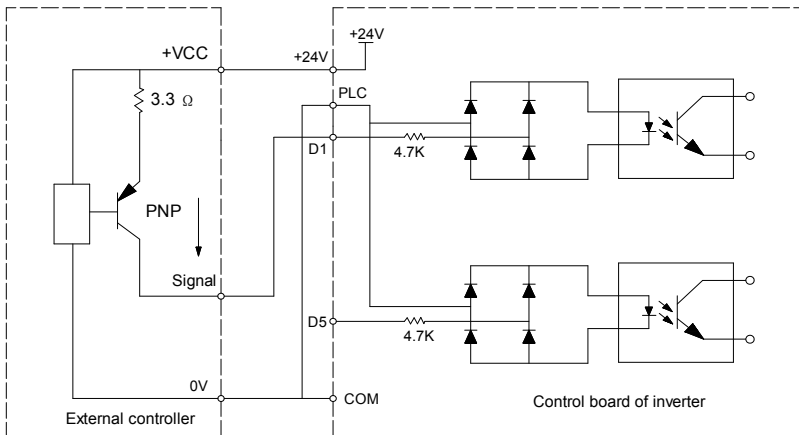 +24V
+VCC
+24V
3.3 Ω
PLC
D1
4.7K
PNP
Signal
D5
4.7K
0V
COM
External controller
Control board of inverter